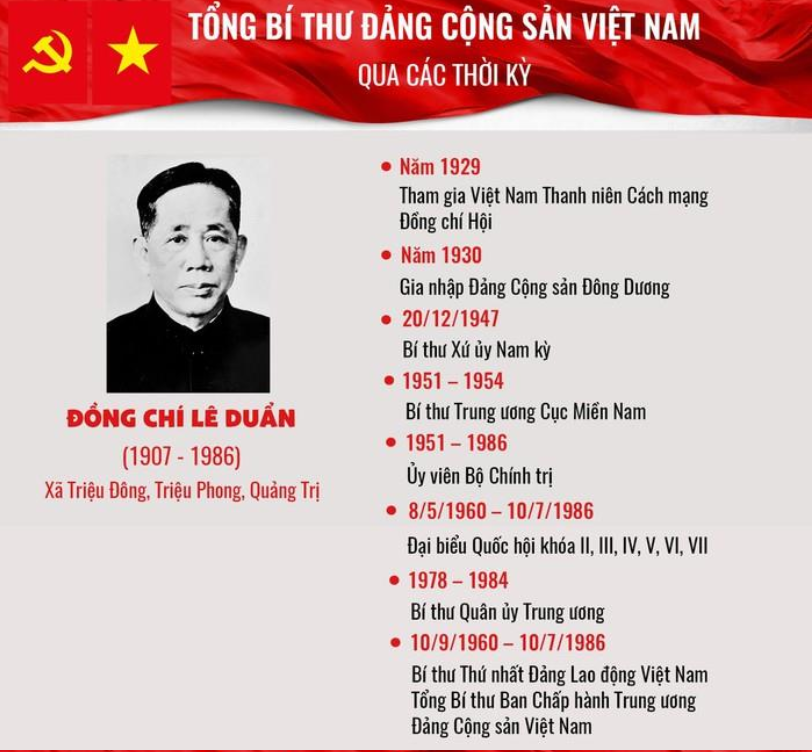 TỔNG BÍ THƯ ĐẢNG CỘNG SẢN VIỆT NAM
QUA CÁC THỜI KỲ
ĐỒNG CHÍ LÊ DUẨN
(1907 - 1986)
Xã Triệu Đông, Triệu Phong, Quảng Trị
Năm 1929
Tham gia Việt Nam Thanh niên Cách mạng
Đồng chí Hội
Năm 1930
Gia nhập Đảng Cộng sản Đông Dương
20/12/1947
Bí thư Xứ ủy Nam kỳ
1951 – 1954
Bí thư Trung ương Cục Miền Nam
1951 – 1986
Ủy viên Bộ Chính trị
8/5/1960 – 10/7/1986
Đại biểu Quốc hội khóa II, III, IV, V, VI, VII
1978 – 1984
Bí thư Quân ủy Trung ương
10/9/1960 – 10/7/1986
Bí thư Thứ nhất Đảng Lao động Việt Nam
Tổng Bí thư Ban Chấp hành Trung ương
Đảng Cộng sản Việt Nam